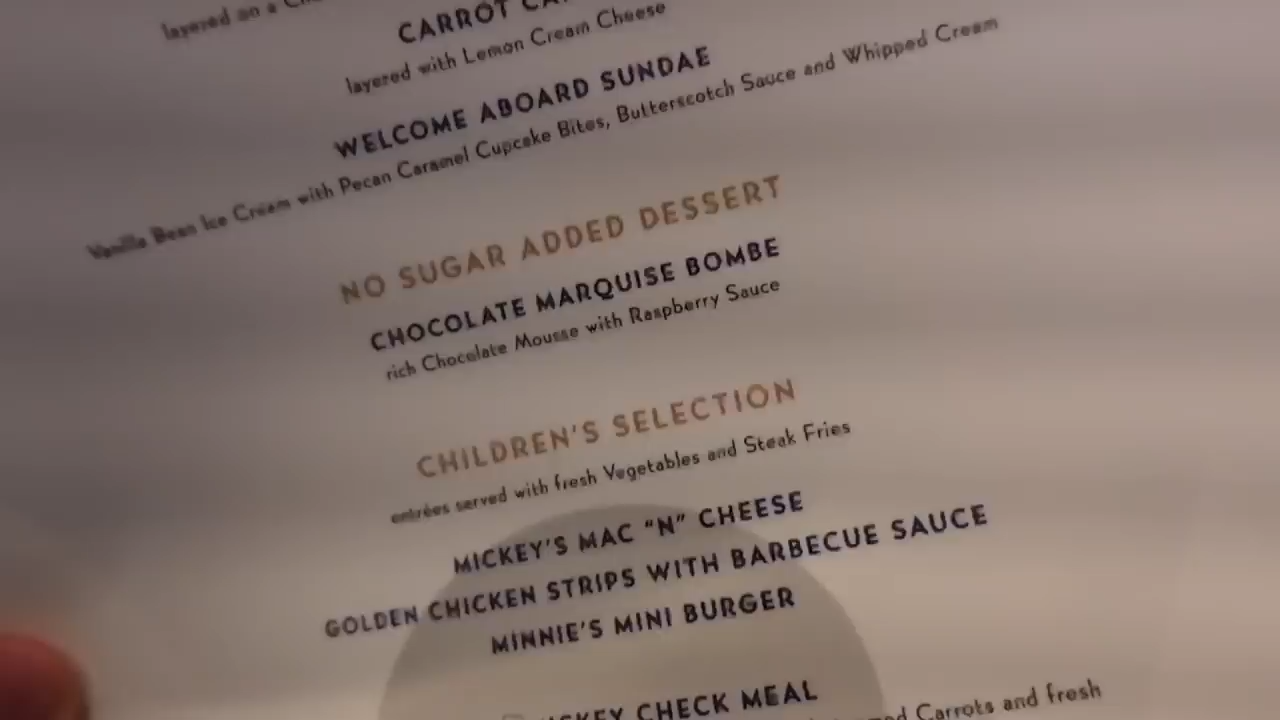 layered on a
CARROT
layered with Lemon Cream Cheese
WELCOME ABOARD SUNDAE
Vanilla Bean Ice Cream with Pecan Caramel Cupcake Bites, Butterscotch Sauce and Whipped Cream
NO SUGAR ADDED DESSERT
CHOCOLATE MARQUISE BOMBE
rich Chocolate Mousse with Raspberry Sauce
CHILDREN'S SELECTION
entrées served with fresh Vegetables and Steak Fries
MICKEY'S MAC “N” CHEESE
GOLDEN CHICKEN STRIPS WITH BARBECUE SAUCE
MINNIE'S MINI BURGER
CHECK MEAL
Carrots and fresh